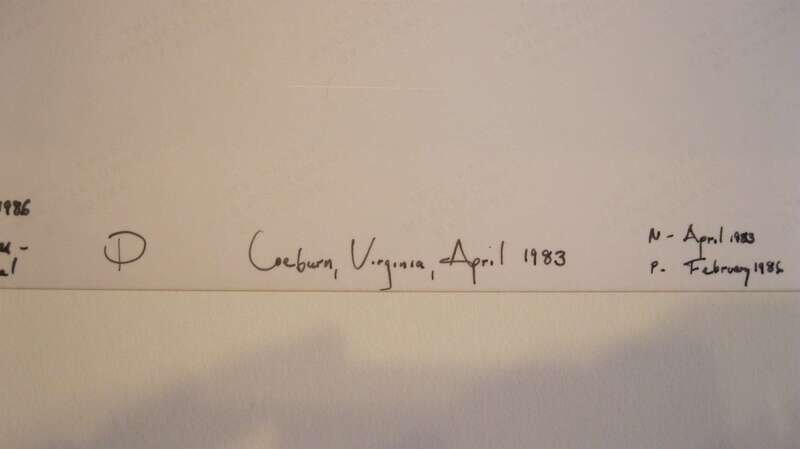 1986
D Coeburn, Virginia, April 1983
N - April 1983
P. February 1986